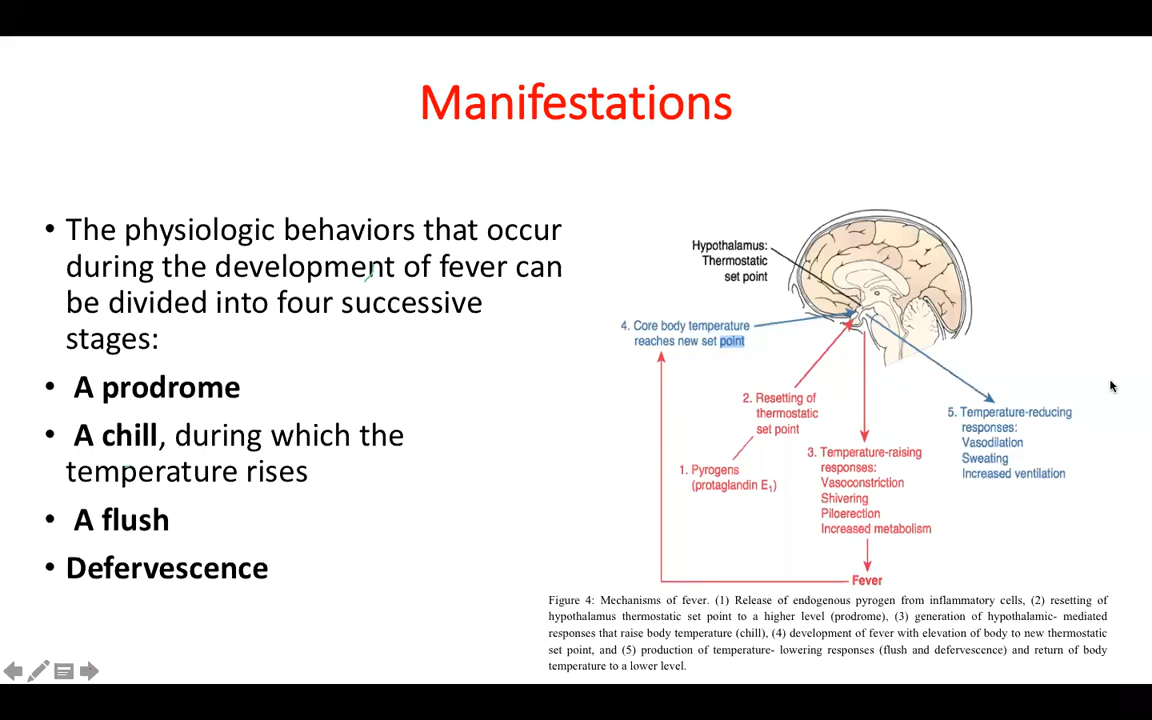 Manifestations
• The physiologic behaviors that occur
during the development of fever can
be divided into four successive
stages:
• A prodrome
• A chill, during which the
temperature rises
• A flush
• Defervescence
Hypothalamus:
Thermostatic
set point
4. Core body temperature
reaches new set point
2. Resetting of
thermostatic
set point
1. Pyrogens
(protaglandin E₁)
3. Temperature-raising
responses:
Vasoconstriction
Shivering
Piloerection
Increased metabolism
5. Temperature-reducing
responses:
Vasodilation
Sweating
Increased ventilation
Fever
Figure 4: Mechanisms of fever. (1) Release of endogenous pyrogen from inflammatory cells, (2) resetting of
hypothalamus thermostatic set point to a higher level (prodrome), (3) generation of hypothalamic- mediated
responses that raise body temperature (chill), (4) development of fever with elevation of body to new thermostatic
set point, and (5) production of temperature- lowering responses (flush and defervescence) and return of body
temperature to a lower level.